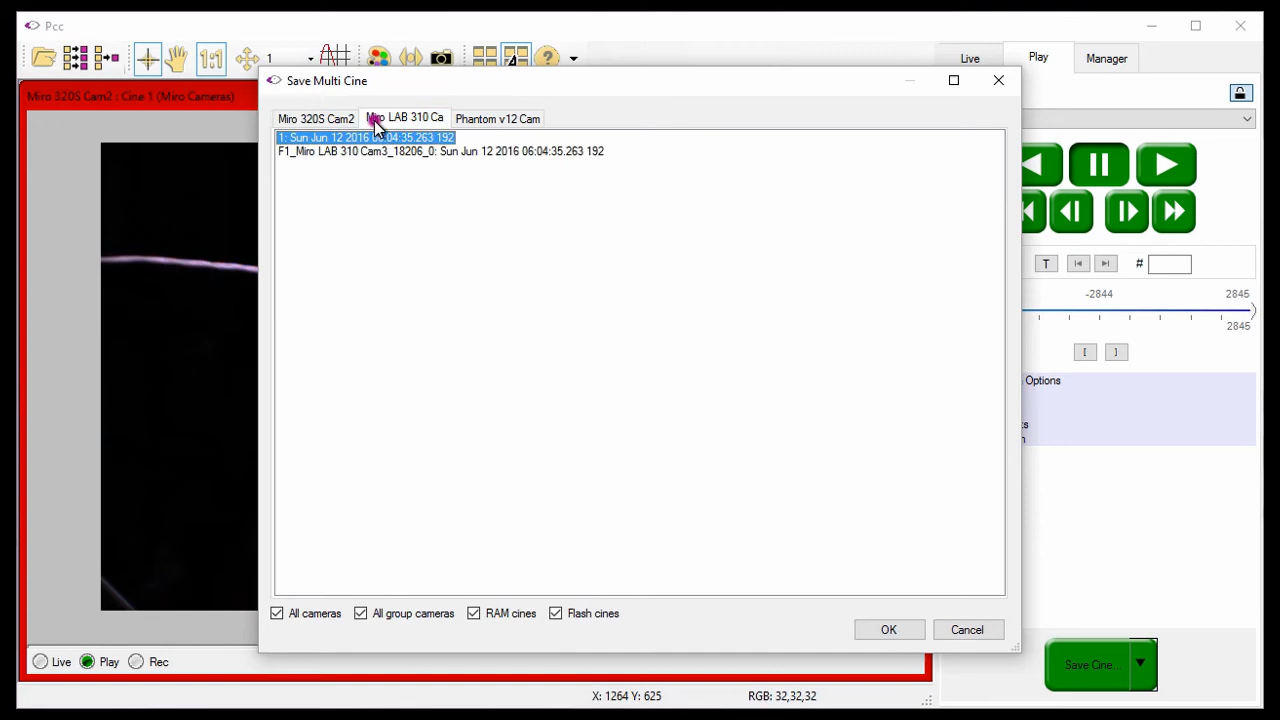 Pcc
1:1
1
Live
Play
Manager
Save Multi Cine
Miro 320S Cam2 : Cine 1 (Miro Cameras)
Miro 320S Cam2
Miro LAB 310 Ca
Phantom v12 Cam
1: Sun Jun 12 2016 06:04:35.263 192
F1_Miro LAB 310 Cam3_18206_0: Sun Jun 12 2016 06:04:35.263 192
T
#
-2844
2845
2845
[
]
Options
All cameras
All group cameras
RAM cines
Flash cines
OK
Cancel
Live
Play
Rec
Save Cine...
X: 1264 Y: 625
RGB: 32,32,32